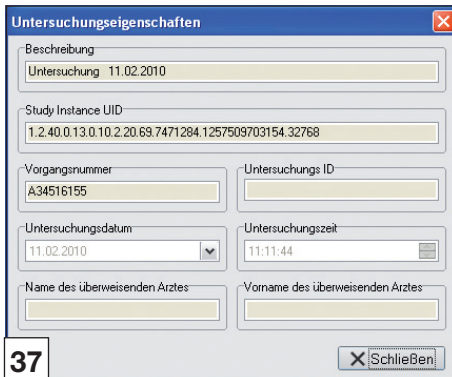 Untersuchungseigenschaften
Beschreibung
Untersuchung 11.02.2010
Study Instance UID
1.2.40.0.13.0.10.2.20.69.7471284.1257509703154.32768
Vorgangsnummer
Untersuchungs ID
A34516155
Untersuchungsdatum
Untersuchungszeit
11.02.2010
11:11:44
Name des überweisenden Arztes
Vorname des überweisenden Arztes
37
Schließen